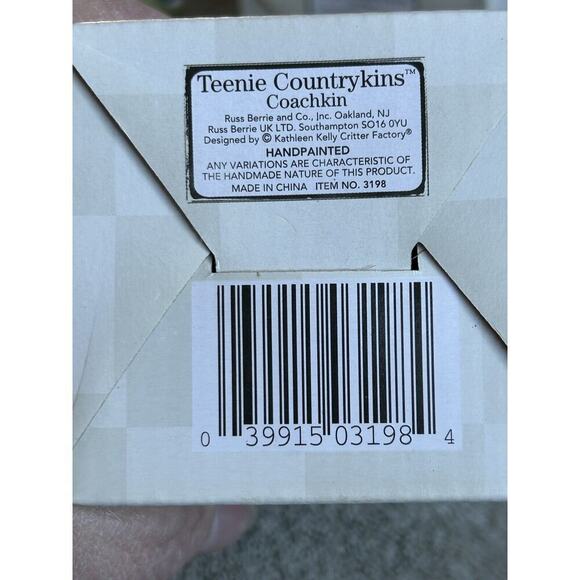 Teenie Countrykins™
Coachkin
Russ Berrie and Co., Inc. Oakland, NJ
Russ Berrie UK LTD. Southampton SO16 0YU
Designed by © Kathleen Kelly Critter Factory®
HANDPAINTED
ANY VARIATIONS ARE CHARACTERISTIC OF
THE HANDMADE NATURE OF THIS PRODUCT.
MADE IN CHINA ITEM NO. 3198
0 39915 03198 4